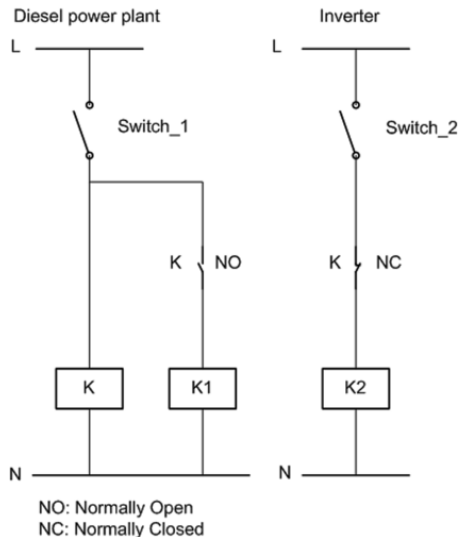 Diesel power plant
Inverter
L
L
Switch_1
Switch_2
K
NO
K
NC
K
K1
K2
N
N
NO: Normally Open
NC: Normally Closed